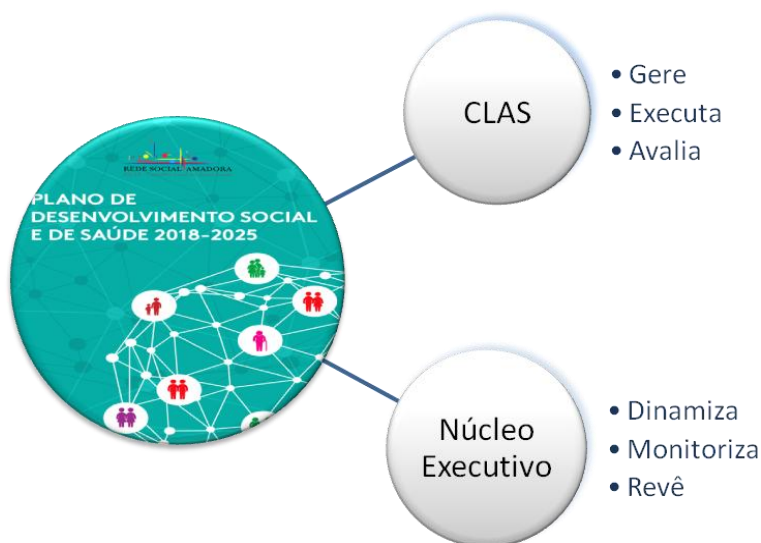 REDE SOCIAL AMADORA
PLANO DE
DESENVOLVIMENTO SOCIAL
E DE SAÚDE 2018-2025
CLAS
• Gere
• Executa
• Avalia
Núcleo
Executivo
• Dinamiza
• Monitoriza
• Revê